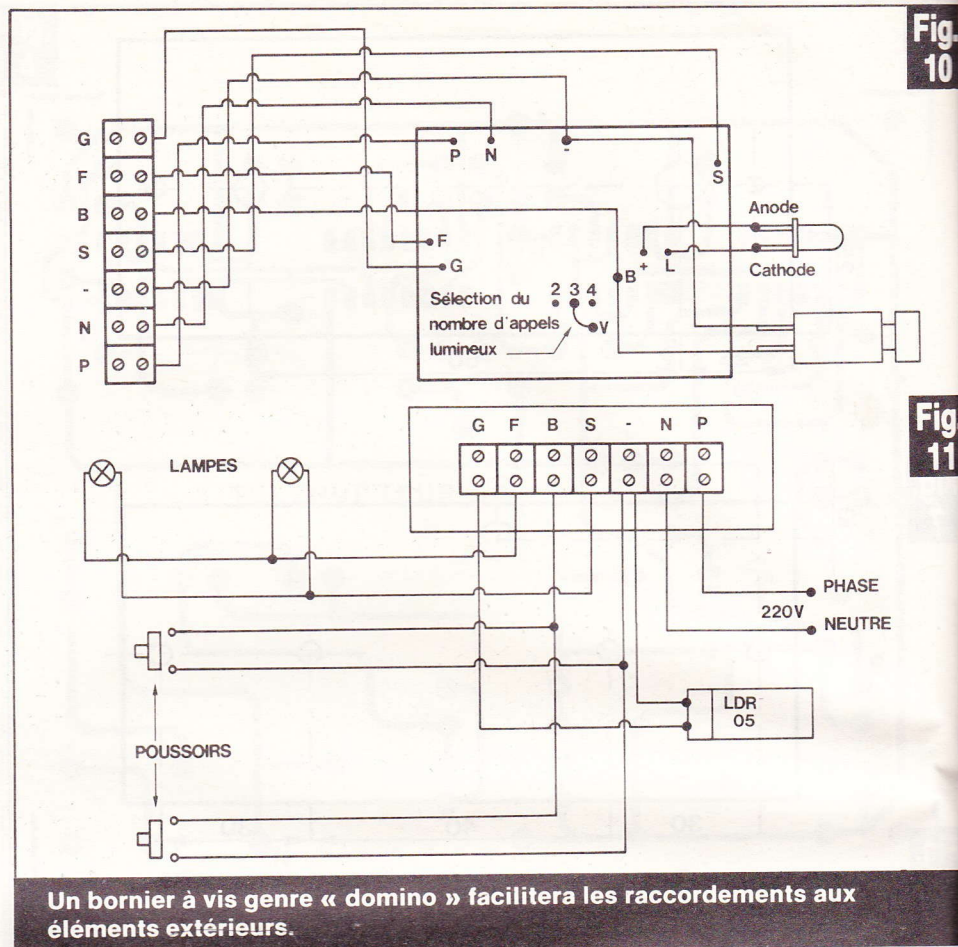 Fig.
10
G
F
B
S
-
N
P
P N -
S
F
G
B
+ L
Anode
Cathode
Sélection du
nombre d'appels
lumineux
2 3 4
V
Fig.
11
G F B S - N P
LAMPES
PHASE
220V
NEUTRE
LDR
05
POUSSOIRS
Un bornier à vis genre « domino » facilitera les raccordements aux
éléments extérieurs.